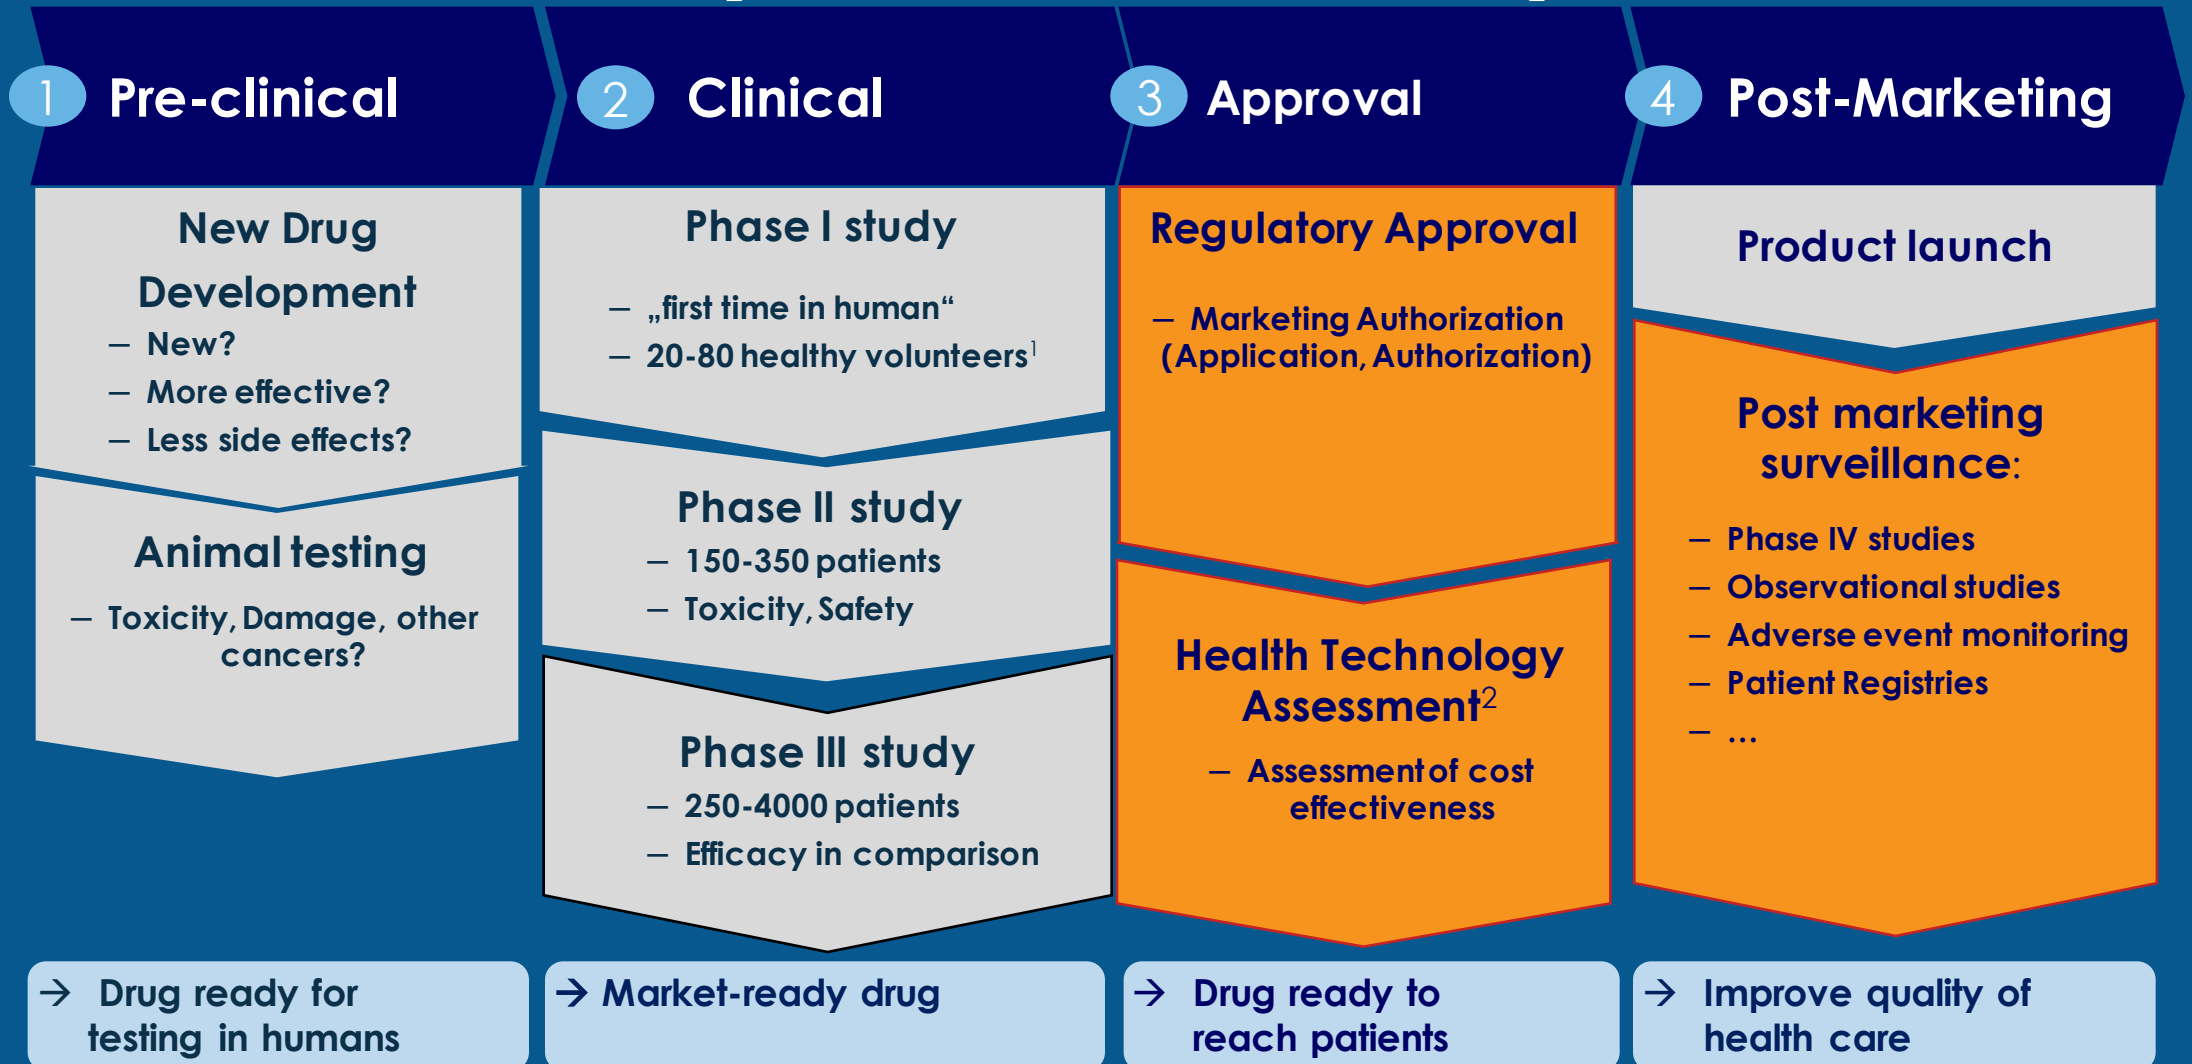 1 Pre-clinical
New Drug
Development
– New?
– More effective?
– Less side effects?
Animal testing
– Toxicity, Damage, other
cancers?
→ Drug ready for
testing in humans
2 Clinical
Phase I study
– „first time in human“
– 20-80 healthy volunteers1
Phase II study
– 150-350 patients
– Toxicity, Safety
Phase III study
– 250-4000 patients
– Efficacy in comparison
→ Market-ready drug
3 Approval
Regulatory Approval
– Marketing Authorization
(Application, Authorization)
Health Technology
Assessment2
– Assessment of cost
effectiveness
→ Drug ready to
reach patients
4 Post-Marketing
Product launch
Post marketing
surveillance:
– Phase IV studies
– Observational studies
– Adverse event monitoring
– Patient Registries
– ...
→ Improve quality of
health care